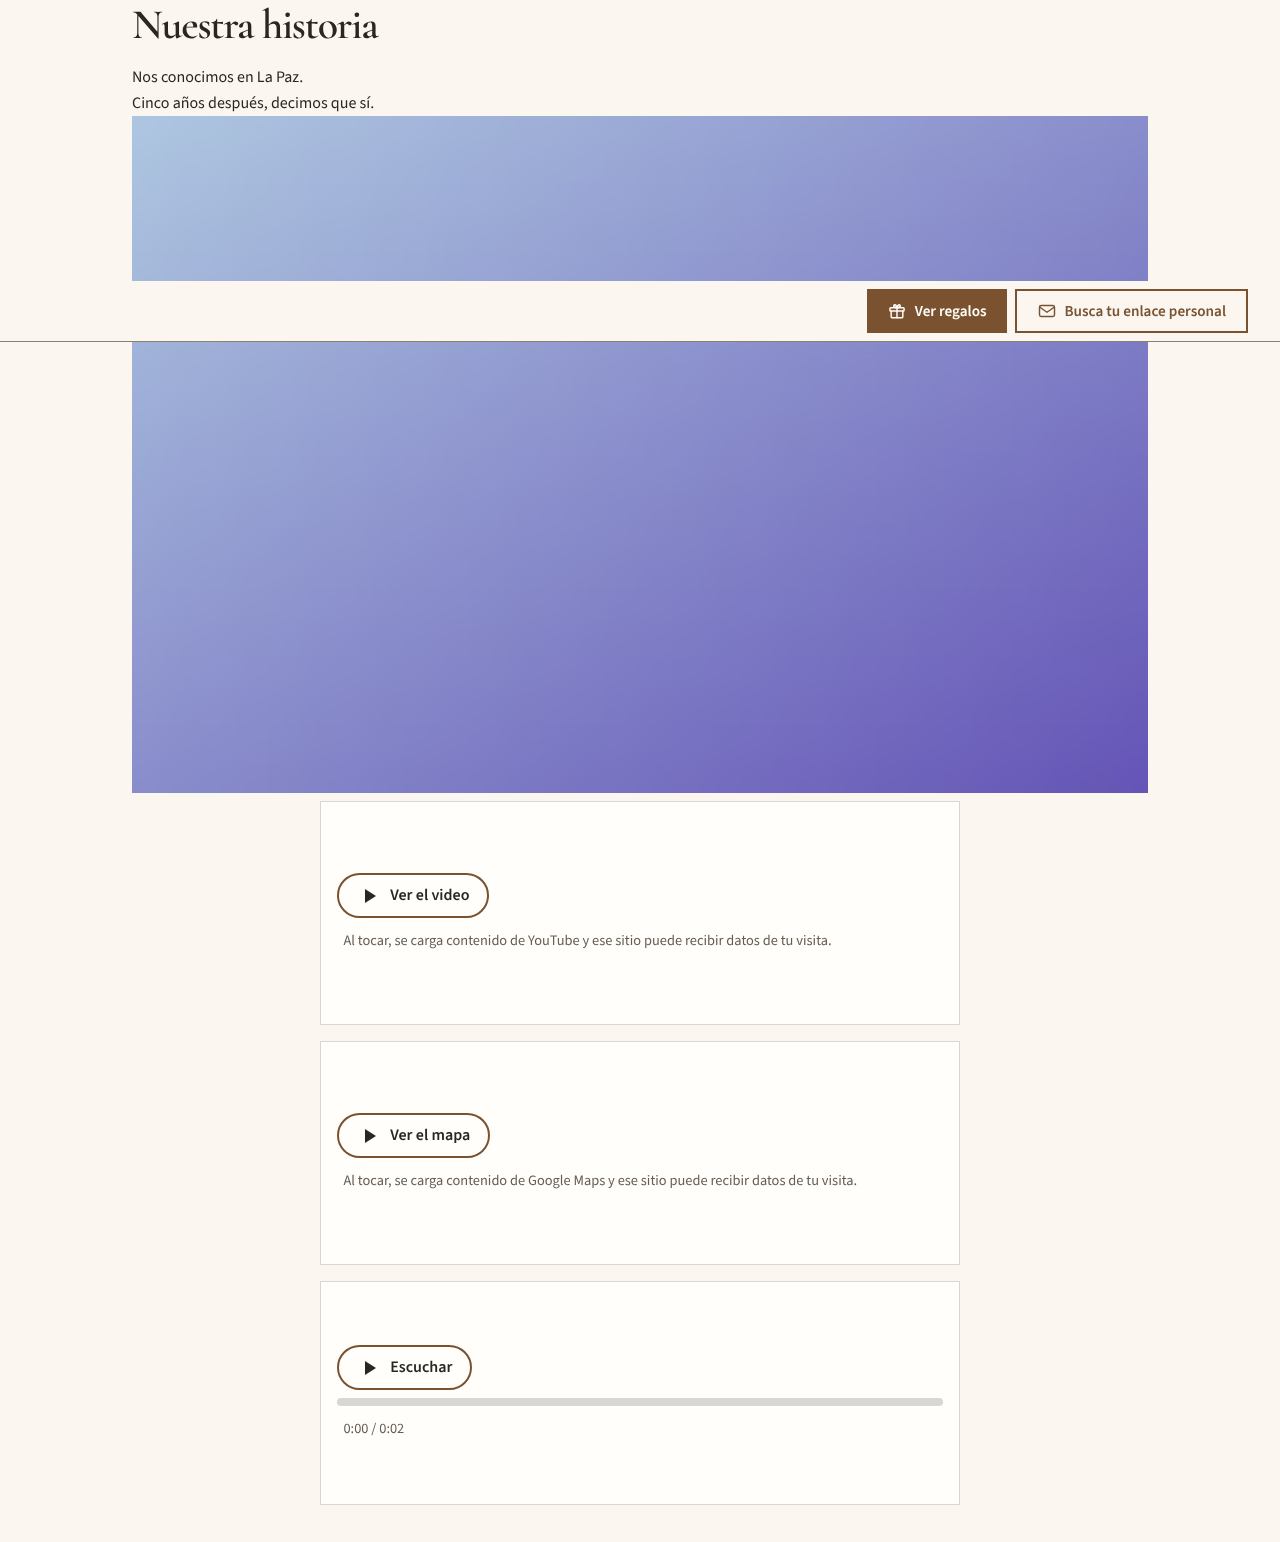 Nuestra historia
Nos conocimos en La Paz.
Cinco años después, decimos que sí.
Ver regalos
Busca tu enlace personal
Ver el video
Al tocar, se carga contenido de YouTube y ese sitio puede recibir datos de tu visita.
Ver el mapa
Al tocar, se carga contenido de Google Maps y ese sitio puede recibir datos de tu visita.
Escuchar
0:00 / 0:02